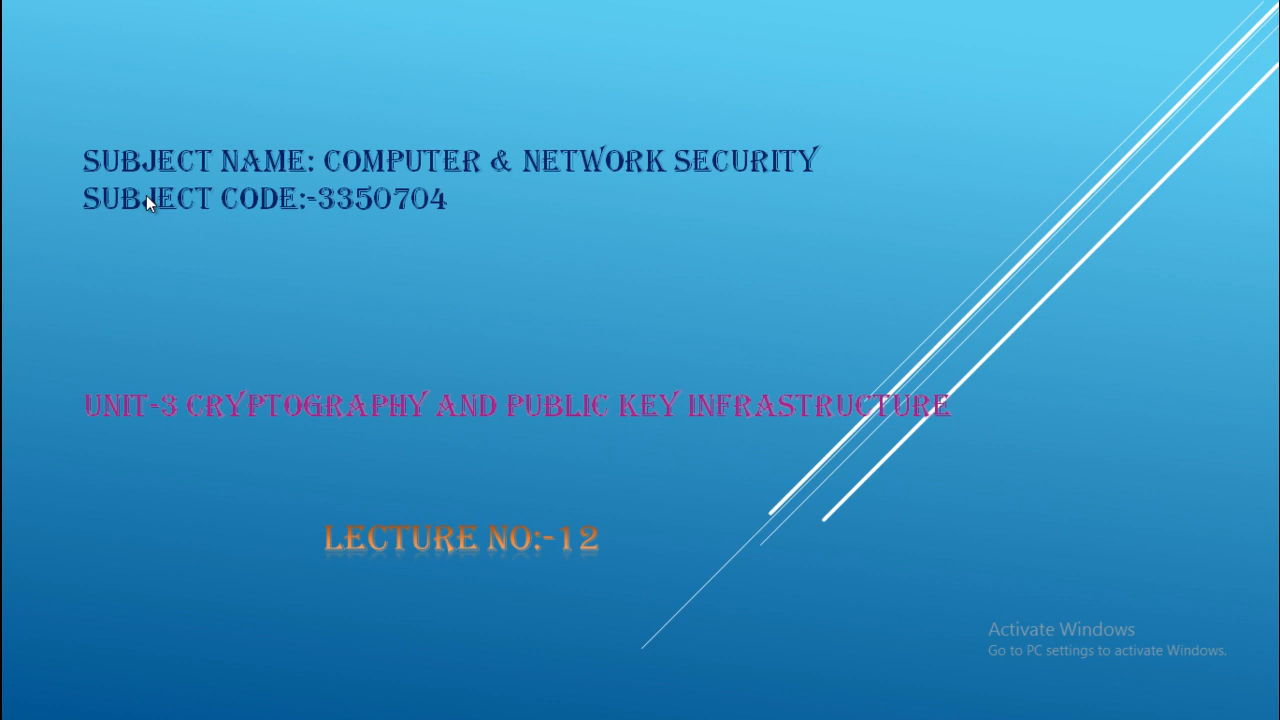 SUBJECT NAME: COMPUTER & NETWORK SECURITY
SUBJECT CODE:-3350704
UNIT-3 CRYPTOGRAPHY AND PUBLIC KEY INFRASTRUCTURE
LECTURE NO:-12
Activate Windows
Go to PC settings to activate Windows.